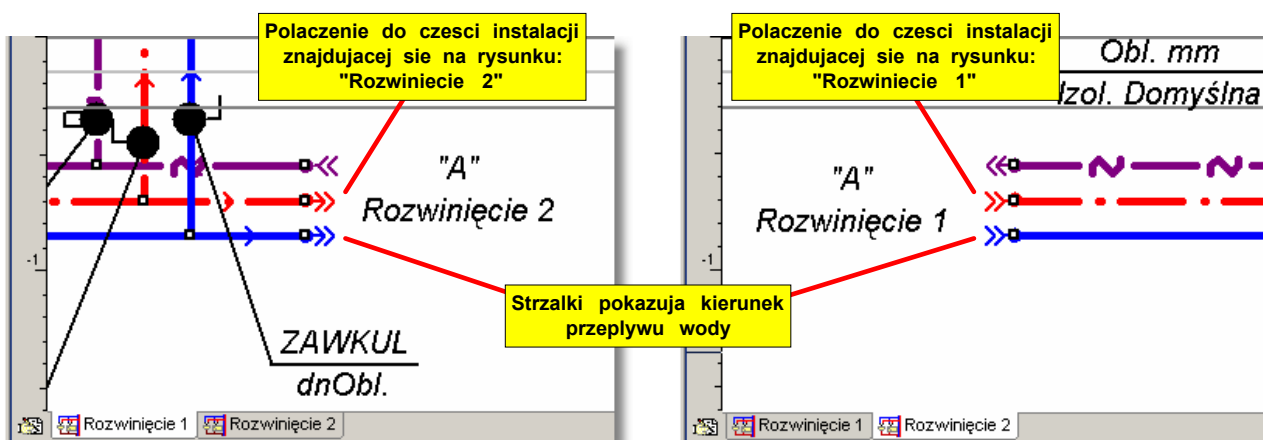 Polaczenie do czesci instalacji
znajdujacej sie na rysunku:
"Rozwiniecie 2"
"A"
Rozwinięcie 2
-1
ZAWKUL
dnObl.
Rozwinięcie 1
Rozwinięcie 2
Strzalki pokazuja kierunek
przeplywu wody
Polaczenie do czesci instalacji
znajdujacej sie na rysunku:
"Rozwiniecie 1"
Obl. mm
Izol. Domyślna
"A"
Rozwinięcie 1
-1
Rozwinięcie 1
Rozwinięcie 2